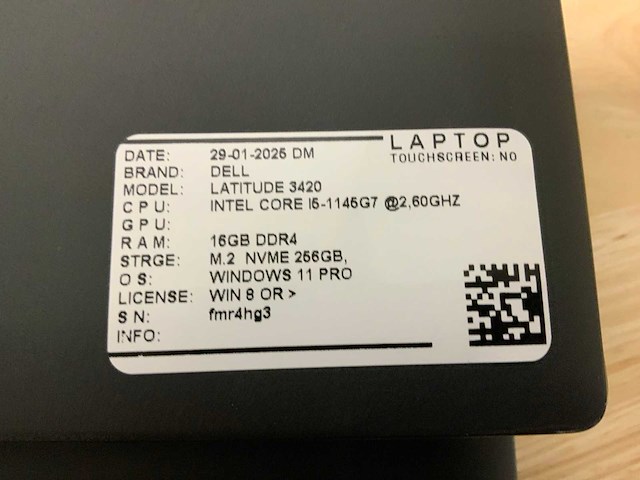 LAPTOP
TOUCHSCREEN: NO
DATE: 29-01-2025 DM
BRAND: DELL
MODEL: LATITUDE 3420
CPU: INTEL CORE I5-1145G7 @2,60GHZ
GPU:
RAM: 16GB DDR4
STRGE: M.2 NVME 256GB,
OS: WINDOWS 11 PRO
LICENSE: WIN 8 OR >
SN: fmr4hg3
INFO: